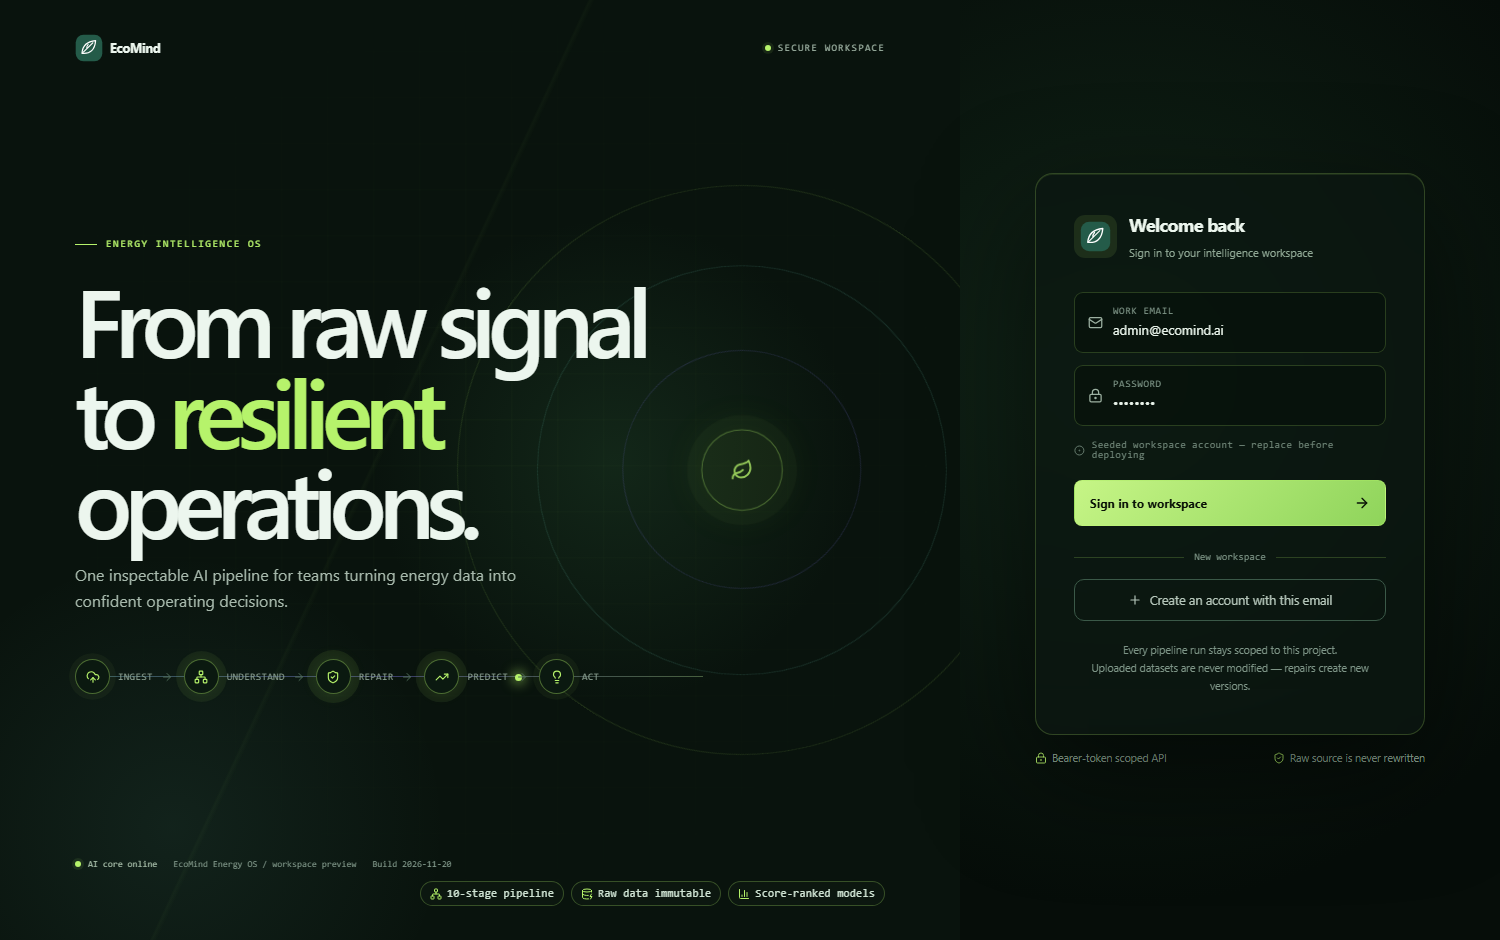 EcoMind
SECURE WORKSPACE
ENERGY INTELLIGENCE OS
From raw signal
to resilient
operations.
One inspectable AI pipeline for teams turning energy data into
confident operating decisions.
INGEST → UNDERSTAND → REPAIR → PREDICT ACT
AI core online EcoMind Energy OS / workspace preview Build 2026-11-20
10-stage pipeline Raw data immutable Score-ranked models
Welcome back
Sign in to your intelligence workspace
WORK EMAIL
admin@ecomind.ai
PASSWORD
••••••••
Seeded workspace account — replace before
deploying
Sign in to workspace →
New workspace
+ Create an account with this email
Every pipeline run stays scoped to this project.
Uploaded datasets are never modified — repairs create new
versions.
Bearer-token scoped API Raw source is never rewritten